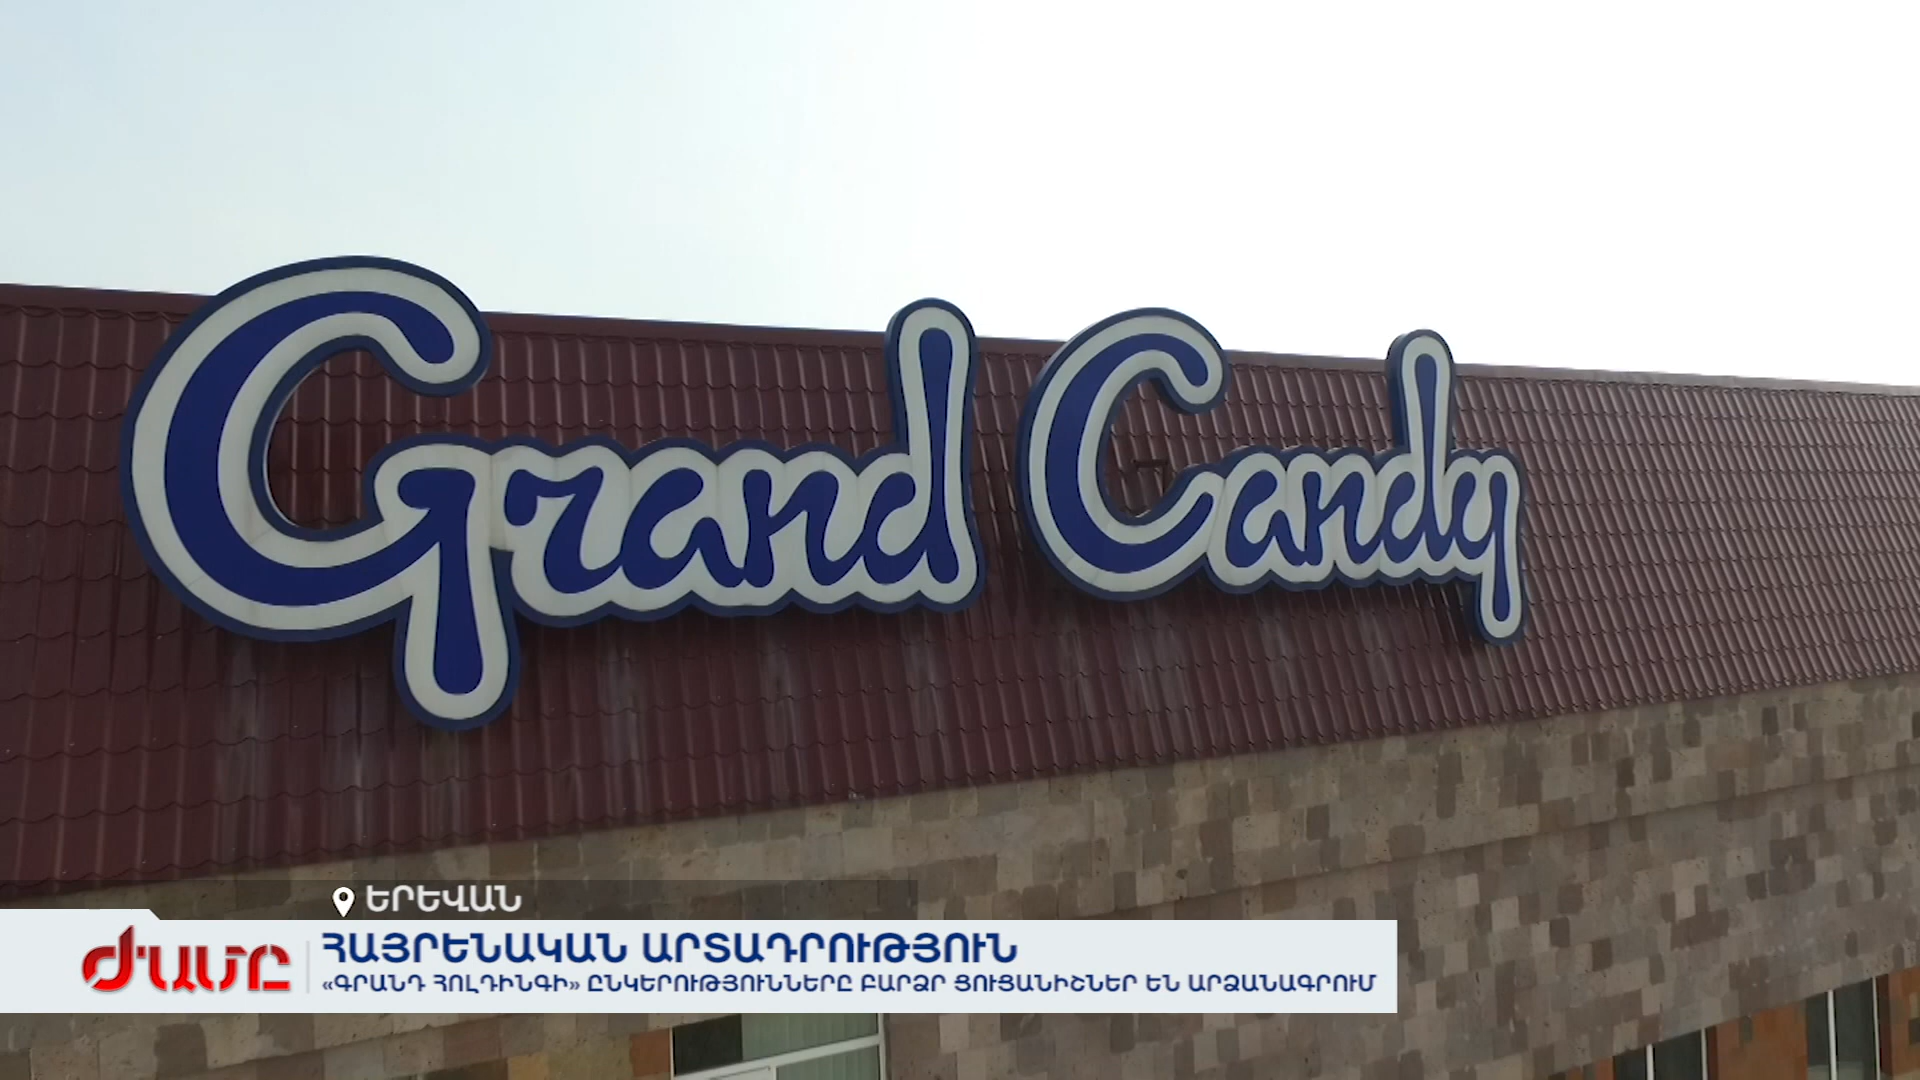 Grand Candy
ԵՐԵՎԱՆ
ԺԱՄԸ
ՀԱՅՐԵՆԱԿԱՆ ԱՐՏԱԴՐՈՒԹՅՈՒՆ
«ԳՐԱՆԴ ՀՈԼԴԻՆԳԻ» ԸՆԿԵՐՈՒԹՅՈՒՆՆԵՐԸ ԲԱՐՁՐ ՑՈՒՑԱՆԻՇՆԵՐ ԵՆ ԱՐՁԱՆԱԳՐՈՒՄ